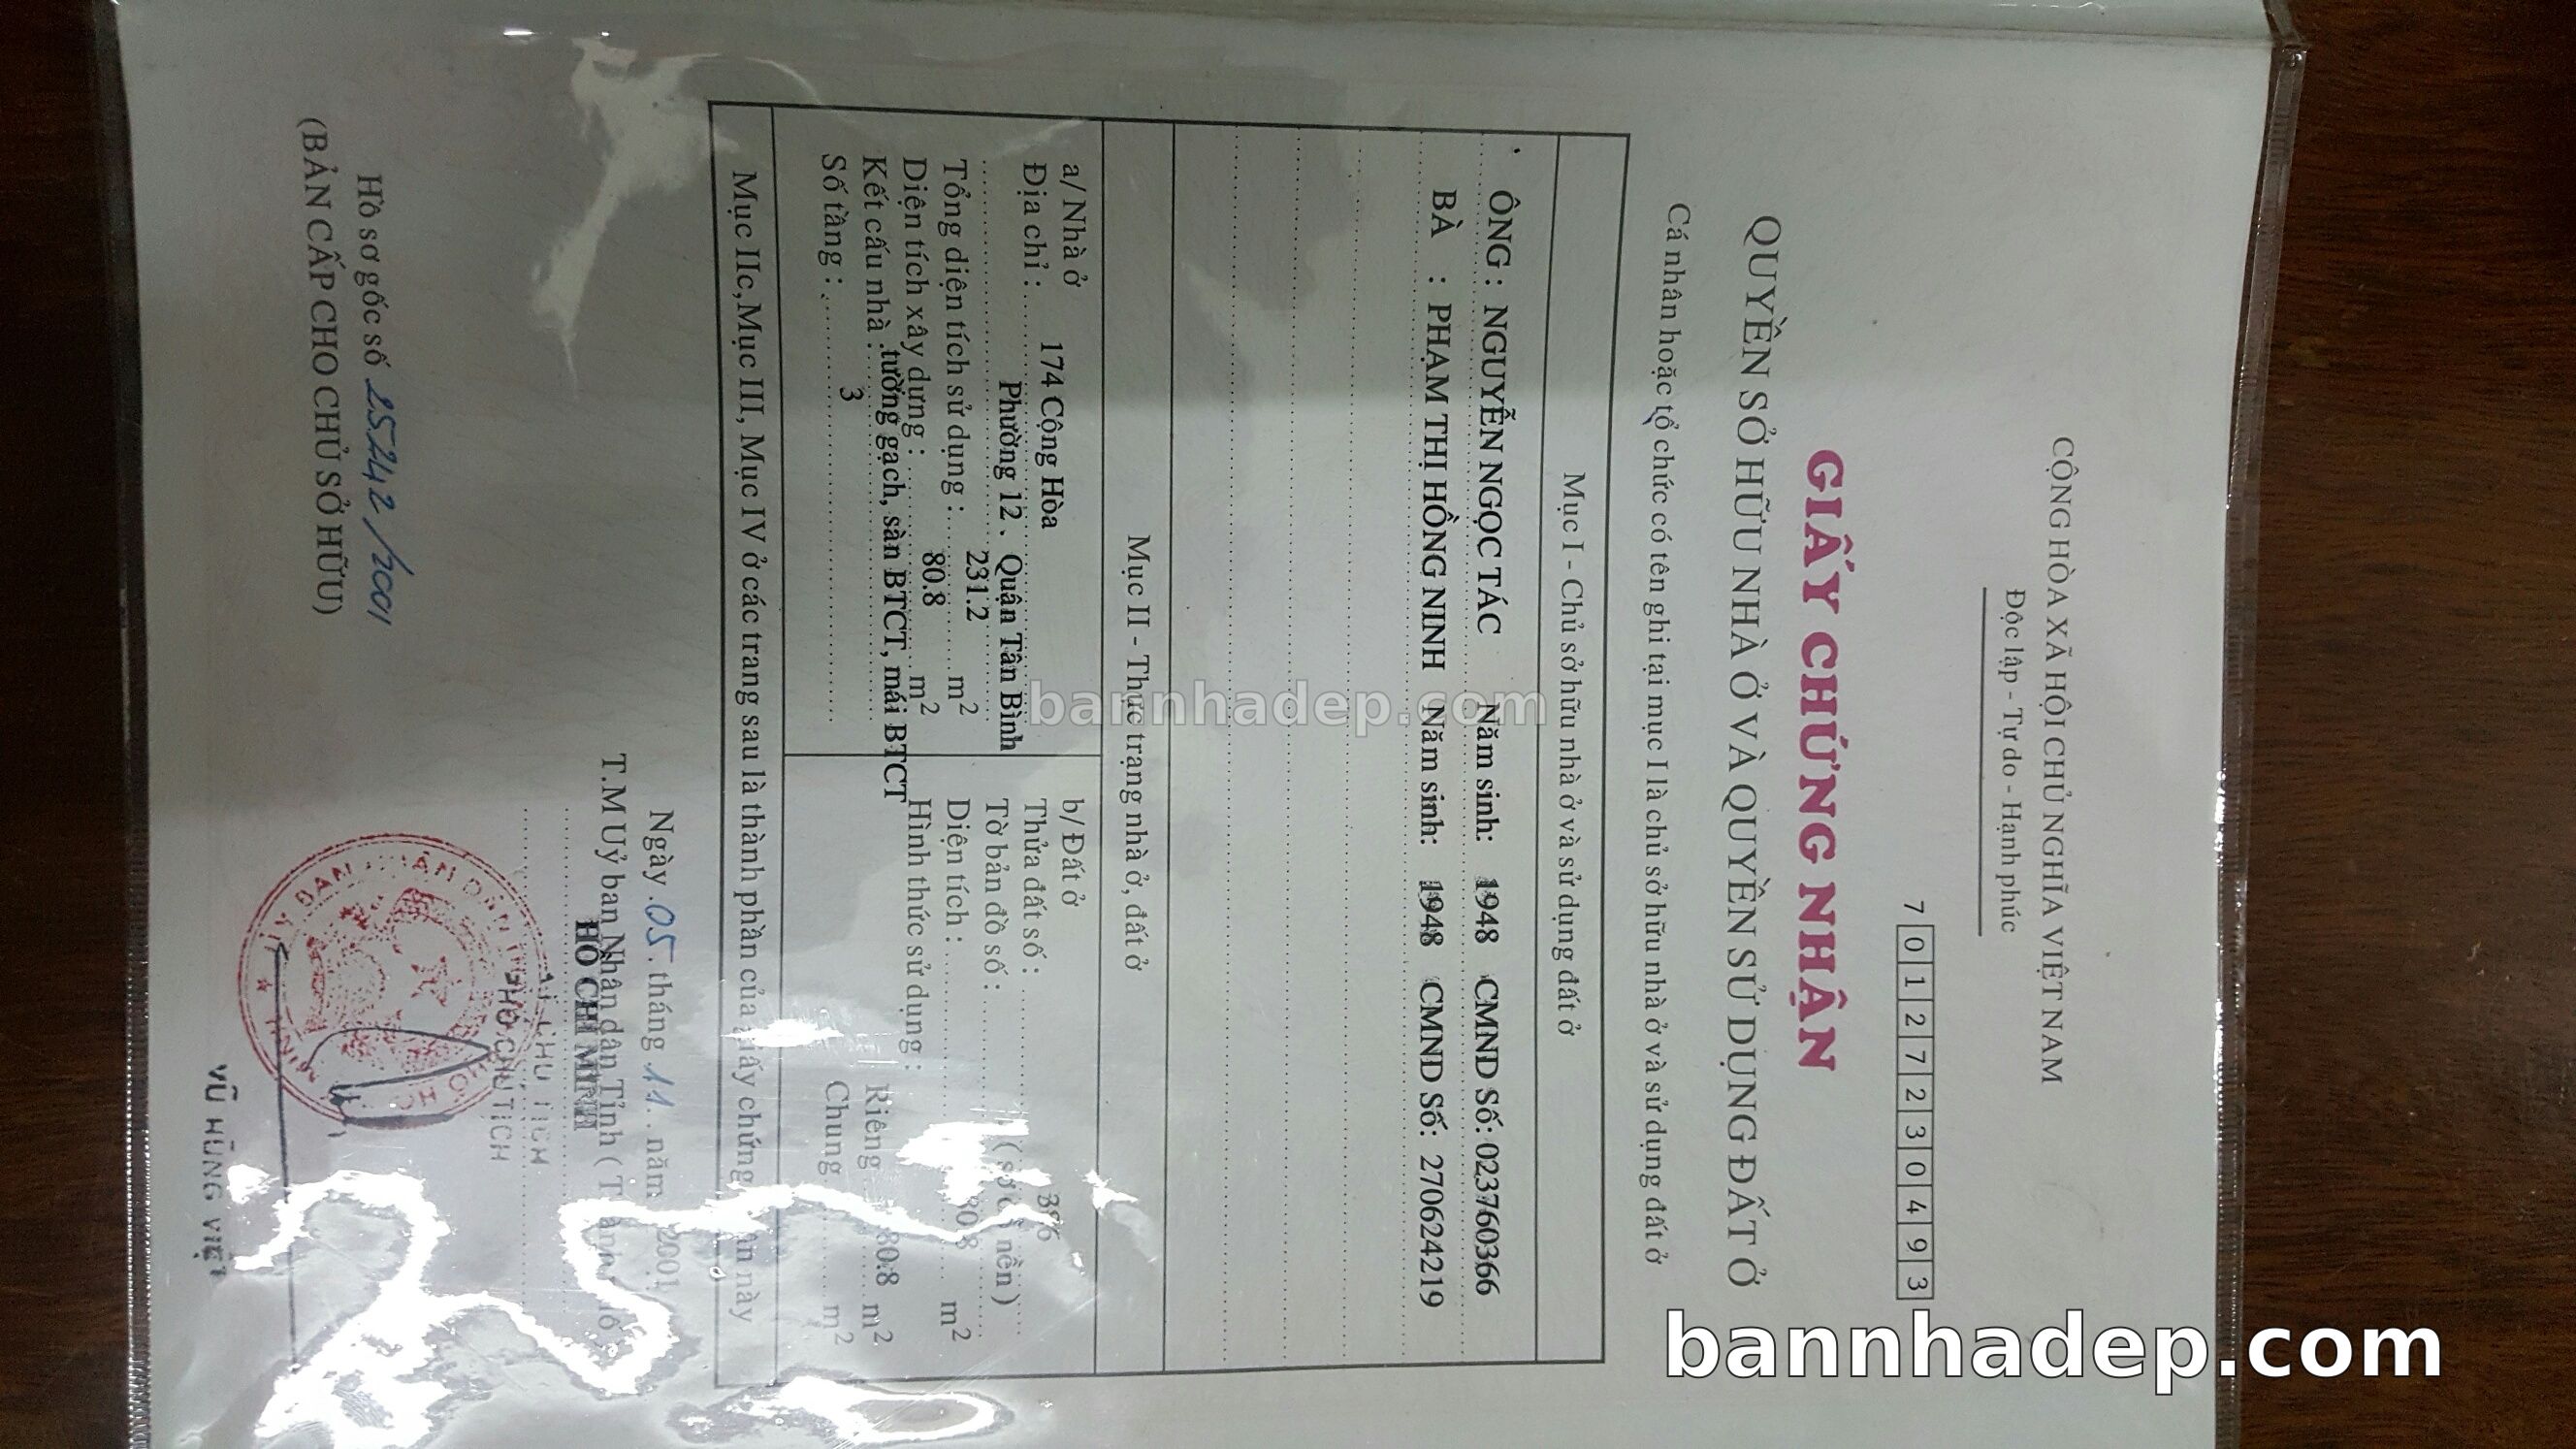 CỘNG HÒA XÃ HỘI CHỦ NGHĨA VIỆT NAM
Độc lập - Tự do - Hạnh phúc
7 0 1 2 7 2 3 0 4 9 3
GIẤY CHỨNG NHẬN
QUYỀN SỞ HỮU NHÀ Ở VÀ QUYỀN SỬ DỤNG ĐẤT Ở
Cá nhân hoặc tổ chức có tên ghi tại mục I là chủ sở hữu nhà ở và sử dụng đất ở
Mục I - Chủ sở hữu nhà ở và sử dụng đất ở
ÔNG : NGUYỄN NGỌC TÁC Năm sinh: 1948 CMND Số: 023760366
BÀ : PHẠM THỊ HỒNG NINH Năm sinh: 1948 CMND Số: 270624219
Mục II - Thực trạng nhà ở, đất ở
a/ Nhà ở
Địa chỉ : 174 Cộng Hòa
Phường 12 , Quận Tân Bình
Tổng diện tích sử dụng : 231.2 m2
Diện tích xây dựng : 80.8 m2
Kết cấu nhà : tường gạch, sàn BTCT, mái BTCT
Số tầng : 3
b/ Đất ở
Thửa đất số :
Tờ bản đồ số : nền )
Diện tích : m2
Hình thức sử dụng :
Riêng 80.8 m2
Chung m2
Mục IIc, Mục III, Mục IV ở các trang sau là thành phần của giấy chứng nhận này
Ngày 05 tháng 11 năm 2001
T.M Uỷ ban Nhân dân Tỉnh
HỒ CHÍ MINH
CHỦ TỊCH
PHÓ CHỦ TỊCH
VŨ HÙNG VIỆT
Hồ sơ gốc số 25242/2001
(BẢN CẤP CHO CHỦ SỞ HỮU)
bannhadep.com
bannhadep.com